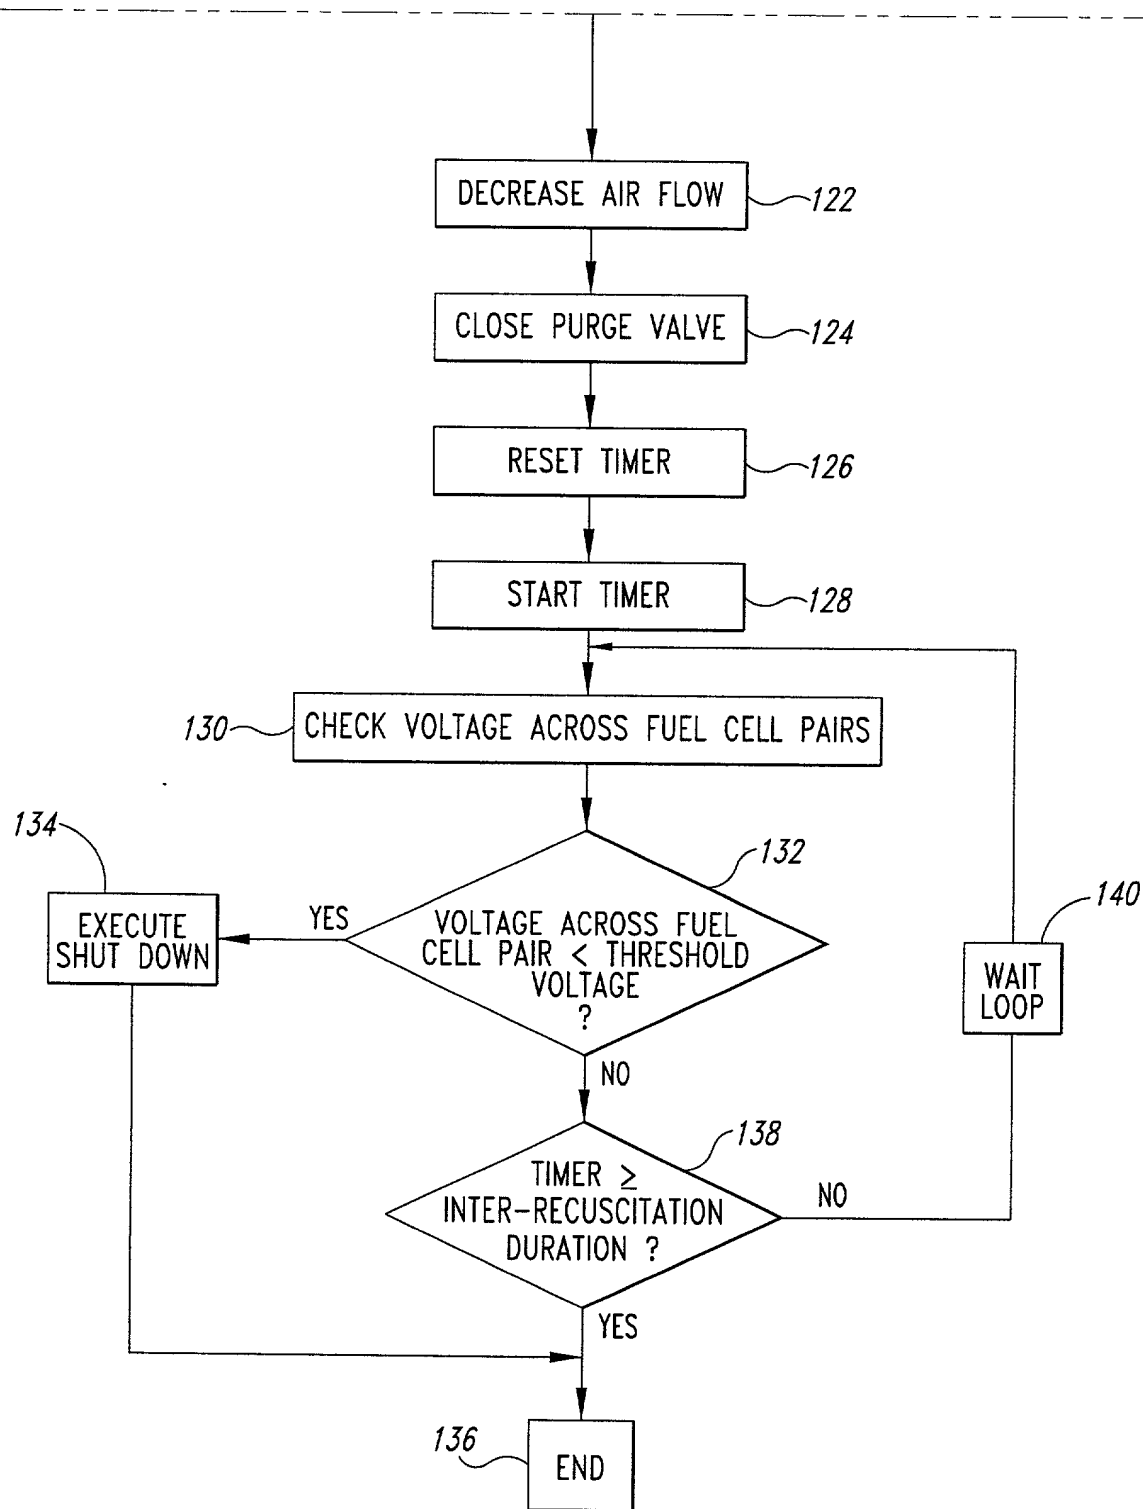 DECREASE AIR FLOW
122
CLOSE PURGE VALVE
124
RESET TIMER
126
START TIMER
128
130
CHECK VOLTAGE ACROSS FUEL CELL PAIRS
134
132
EXECUTE
SHUT DOWN
YES
VOLTAGE ACROSS FUEL
CELL PAIR < THRESHOLD
VOLTAGE
?
140
WAIT
LOOP
NO
138
TIMER ≥
INTER-RECUSCITATION
DURATION ?
NO
YES
136
END